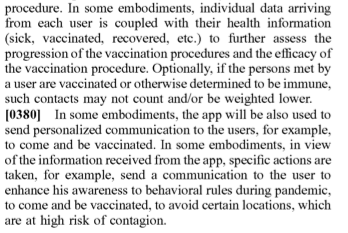 procedure. In some embodiments, individual data arriving
from each user is coupled with their health information
(sick, vaccinated, recovered, etc.) to further assess the
progression of the vaccination procedures and the efficacy of
the vaccination procedure. Optionally, if the persons met by
a user are vaccinated or otherwise determined to be immune,
such contacts may not count and/or be weighted lower.
[0380] In some embodiments, the app will be also used to
send personalized communication to the users, for example,
to come and be vaccinated. In some embodiments, in view
of the information received from the app, specific actions are
taken, for example, send a communication to the user to
enhance his awareness to behavioral rules during pandemic,
to come and be vaccinated, to avoid certain locations, which
are at high risk of contagion.